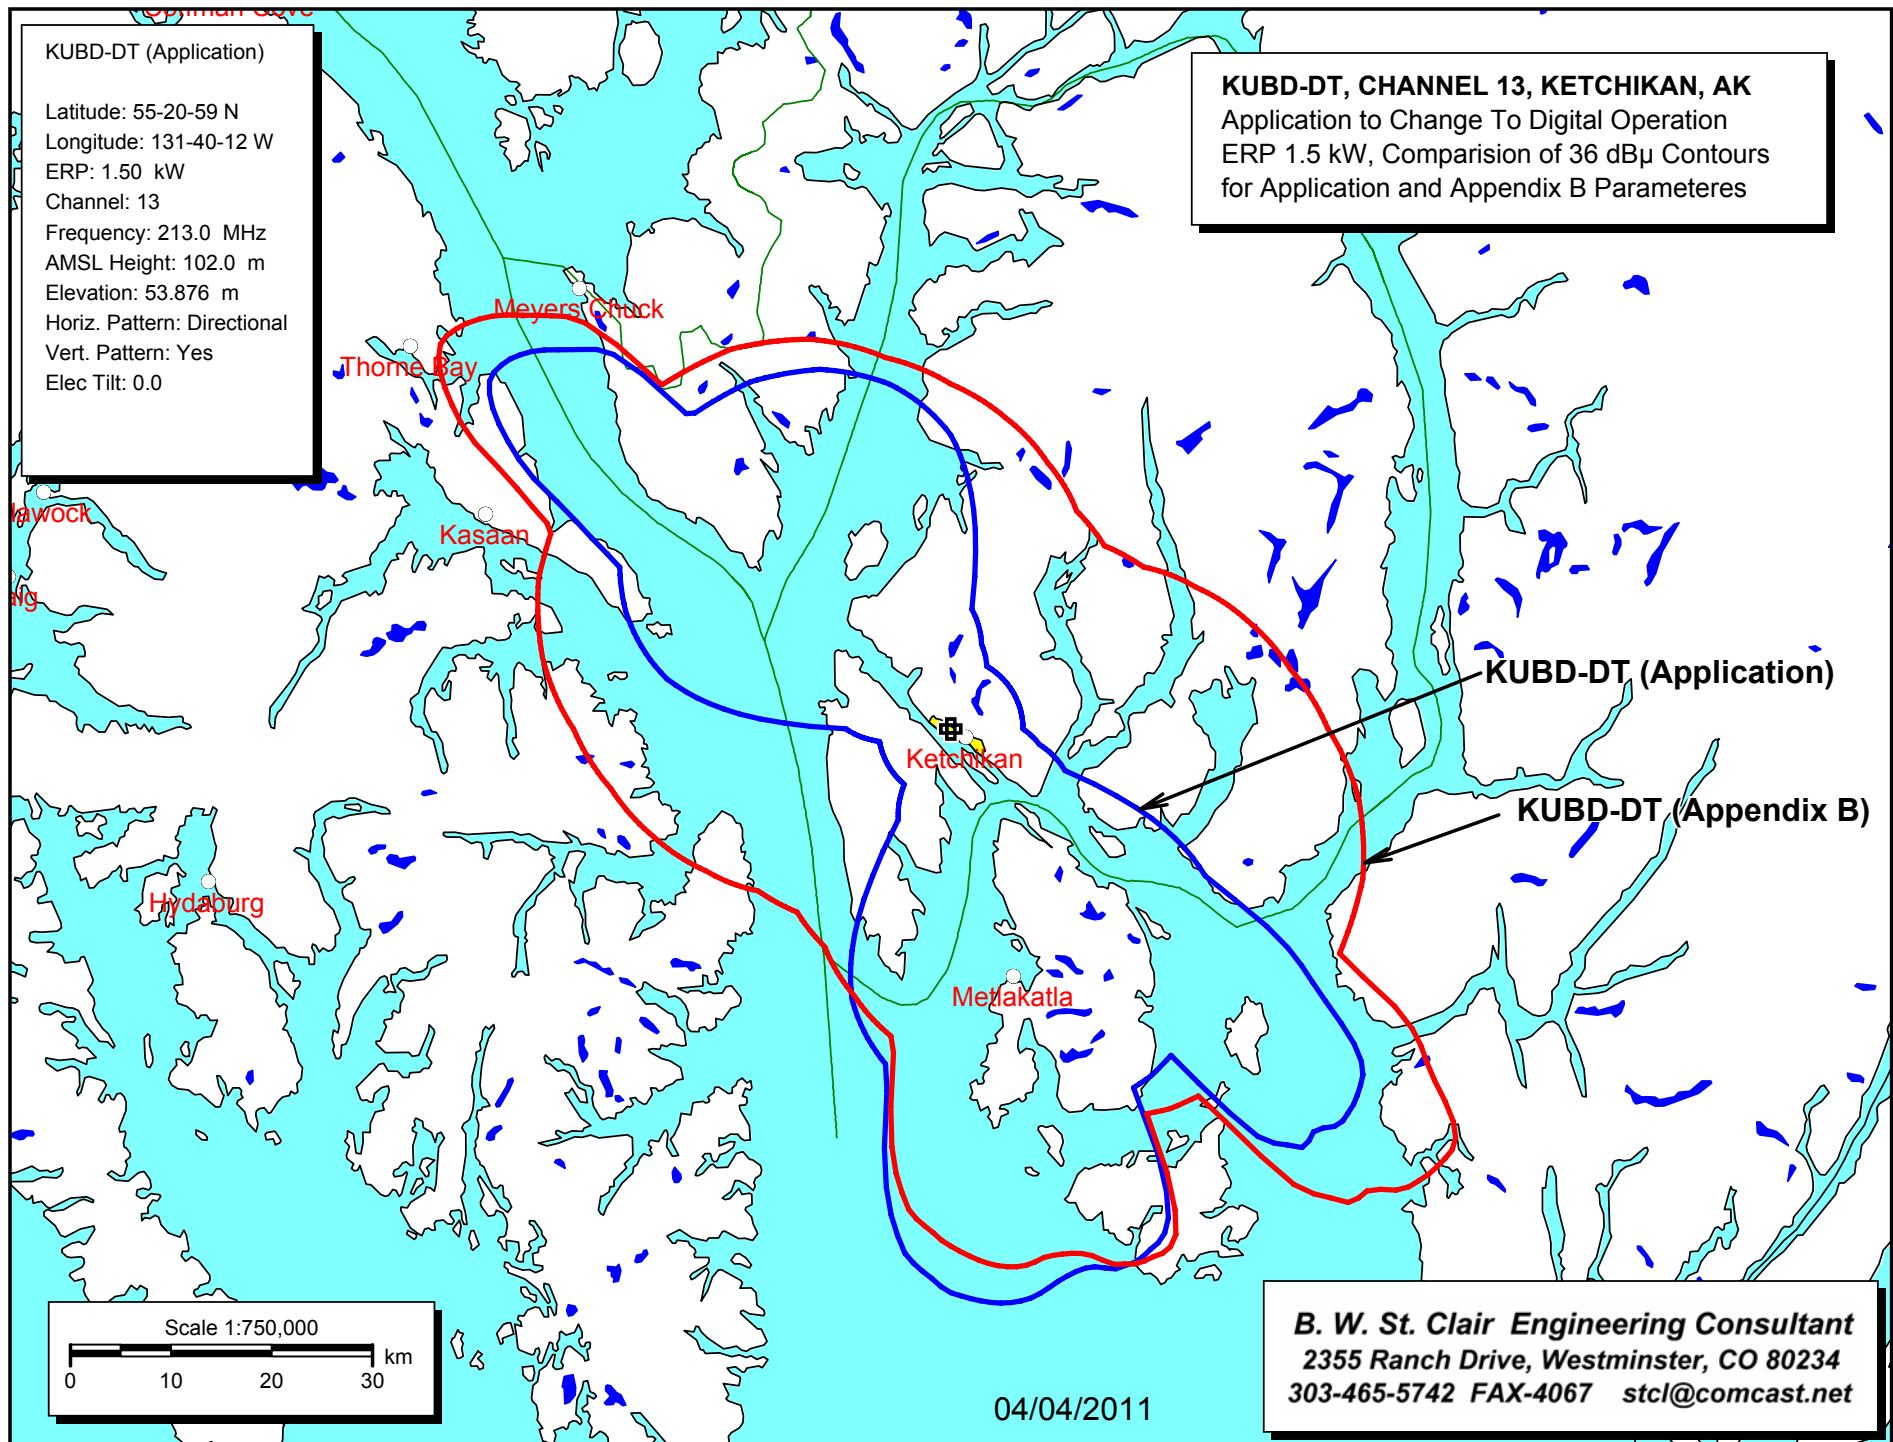 KUBD-DT (Application)
Latitude: 55-20-59 N
Longitude: 131-40-12 W
ERP: 1.50 kW
Channel: 13
Frequency: 213.0 MHz
AMSL Height: 102.0 m
Elevation: 53.876 m
Horiz. Pattern: Directional
Vert. Pattern: Yes
Elec Tilt: 0.0
KUBD-DT, CHANNEL 13, KETCHIKAN, AK
Application to Change To Digital Operation
ERP 1.5 kW, Comparision of 36 dBµ Contours
for Application and Appendix B Parameteres
Meyers Chuck
Thorne Bay
lawock
Kasaan
aig
KUBD-DT (Application)
Ketchikan
KUBD-DT (Appendix B)
Hydaburg
Metlakatla
Scale 1:750,000
km
0 10 20 30
04/04/2011
B. W. St. Clair Engineering Consultant
2355 Ranch Drive, Westminster, CO 80234
303-465-5742 FAX-4067 stcl@comcast.net